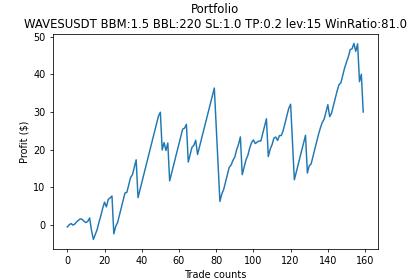 Portfolio
WAVESUSDT BBM:1.5 BBL:220 SL:1.0 TP:0.2 lev:15 WinRatio:81.0
50
40
30
20
10
0
Profit ($)
0 20 40 60 80 100 120 140 160
Trade counts